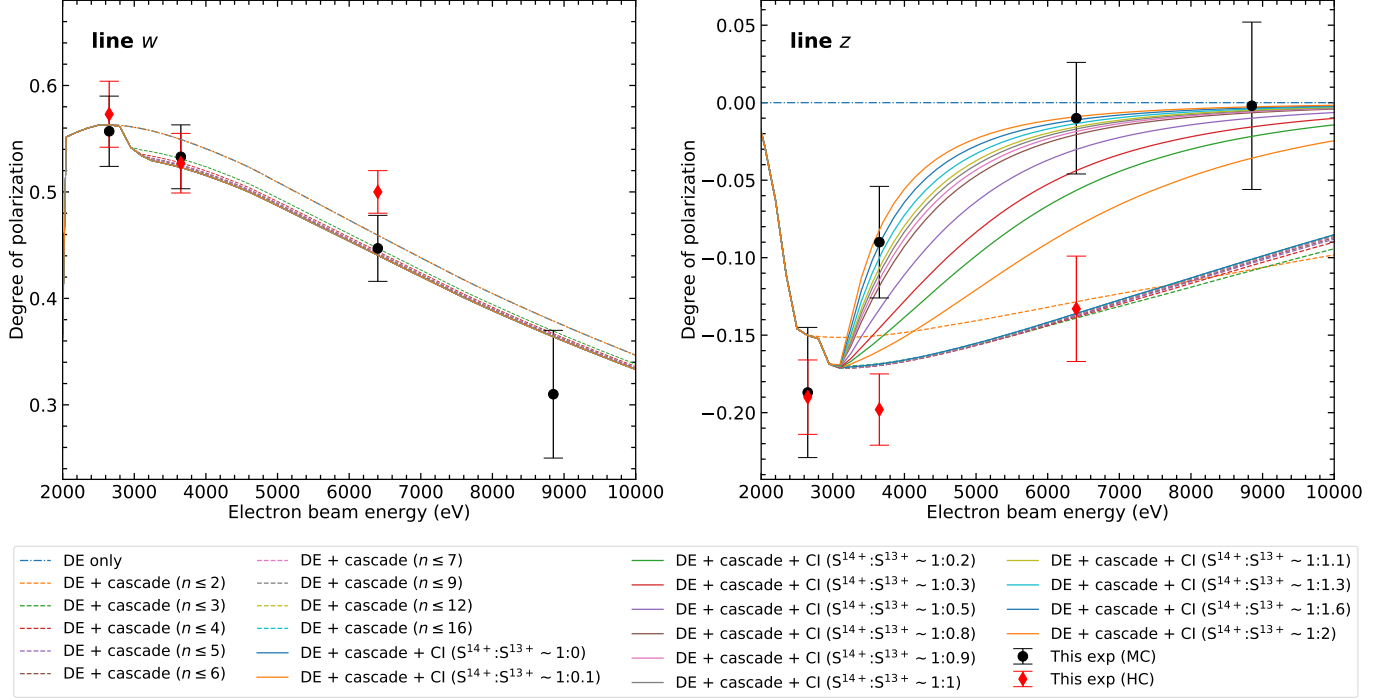 line w
0.6
0.5
0.4
0.3
Degree of polarization
2000 3000 4000 5000 6000 7000 8000 9000 10000
Electron beam energy (eV)
line z
0.05
0.00
−0.05
−0.10
−0.15
−0.20
Degree of polarization
2000 3000 4000 5000 6000 7000 8000 9000 10000
Electron beam energy (eV)
DE only
DE + cascade (n ≤ 2)
DE + cascade (n ≤ 3)
DE + cascade (n ≤ 4)
DE + cascade (n ≤ 5)
DE + cascade (n ≤ 6)
DE + cascade (n ≤ 7)
DE + cascade (n ≤ 9)
DE + cascade (n ≤ 12)
DE + cascade (n ≤ 16)
DE + cascade + CI (S¹⁴⁺:S¹³⁺ ∼ 1:0)
DE + cascade + CI (S¹⁴⁺:S¹³⁺ ∼ 1:0.1)
DE + cascade + CI (S¹⁴⁺:S¹³⁺ ∼ 1:0.2)
DE + cascade + CI (S¹⁴⁺:S¹³⁺ ∼ 1:0.3)
DE + cascade + CI (S¹⁴⁺:S¹³⁺ ∼ 1:0.5)
DE + cascade + CI (S¹⁴⁺:S¹³⁺ ∼ 1:0.8)
DE + cascade + CI (S¹⁴⁺:S¹³⁺ ∼ 1:0.9)
DE + cascade + CI (S¹⁴⁺:S¹³⁺ ∼ 1:1)
DE + cascade + CI (S¹⁴⁺:S¹³⁺ ∼ 1:1.1)
DE + cascade + CI (S¹⁴⁺:S¹³⁺ ∼ 1:1.3)
DE + cascade + CI (S¹⁴⁺:S¹³⁺ ∼ 1:1.6)
DE + cascade + CI (S¹⁴⁺:S¹³⁺ ∼ 1:2)
This exp (MC)
This exp (HC)